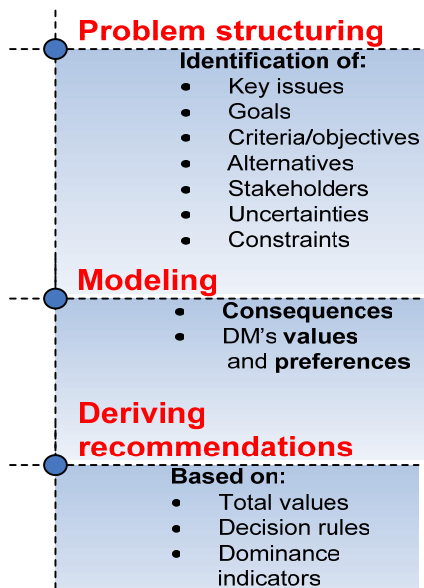 Problem structuring
Identification of:
• Key issues
• Goals
• Criteria/objectives
• Alternatives
• Stakeholders
• Uncertainties
• Constraints
Modeling
• Consequences
• DM's values
and preferences
Deriving
recommendations
Based on:
• Total values
• Decision rules
• Dominance
indicators